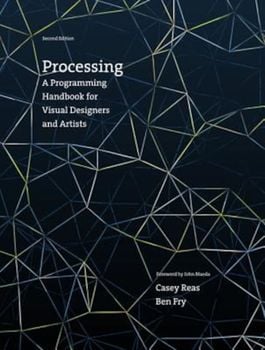 Second Edition
Processing
A Programming
Handbook for
Visual Designers
and Artists
Foreword by John Maeda
Casey Reas
Ben Fry